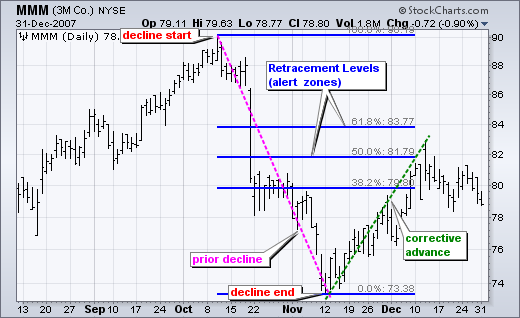 MMM (3M Co.) NYSE
© StockCharts.com
31-Dec-2007
Op 79.11 Hi 79.63 Lo 78.77 Cl 78.80 Vol 1.8M Chg -0.72 (-0.90%)
MMM (Daily) 78.
decline start
100.0% 90.19
90
Retracement Levels
(alert zones)
88
86
61.8% 83.77
84
50.0% 81.79
82
38.2% 79.80
80
78
corrective
advance
prior decline
76
decline end
0.0% 73.38
74
13 20 27 Sep 10 17 24 Oct 8 15 22 Nov 12 19 26 Dec 10 17 24 31